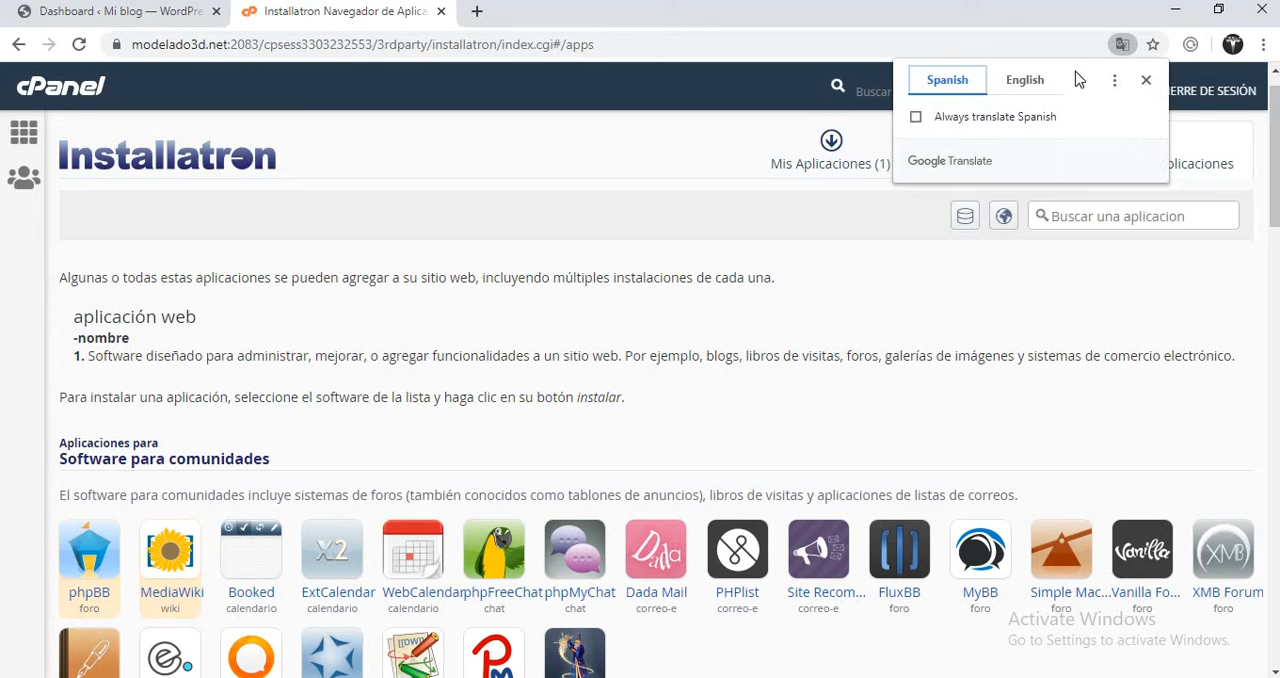 Dashboard ‹ Mi blog — WordPre
Installatron Navegador de Aplica
modelado3d.net:2083/cpsess3303232553/3rdparty/installatron/index.cgi#/apps
cPanel
Buscar
ERRE DE SESIÓN
Spanish
English
Always translate Spanish
Google Translate
Installatron
Mis Aplicaciones (1)
plicaciones
Buscar una aplicacion
Algunas o todas estas aplicaciones se pueden agregar a su sitio web, incluyendo múltiples instalaciones de cada una.
aplicación web
-nombre
1. Software diseñado para administrar, mejorar, o agregar funcionalidades a un sitio web. Por ejemplo, blogs, libros de visitas, foros, galerías de imágenes y sistemas de comercio electrónico.
Para instalar una aplicación, seleccione el software de la lista y haga clic en su botón instalar.
Aplicaciones para
Software para comunidades
El software para comunidades incluye sistemas de foros (también conocidos como tablones de anuncios), libros de visitas y aplicaciones de listas de correos.
X2
Dada
Vanilla
XMB
phpBB
MediaWiki
Booked
ExtCalendar
WebCalendar
phpFreeChat
phpMyChat
Dada Mail
PHPlist
Site Recom...
FluxBB
MyBB
Simple Mac...
Vanilla Fo...
XMB Forum
foro
wiki
calendario
calendario
calendario
chat
chat
correo-e
correo-e
correo-e
foro
foro
foro
foro
foro
Activate Windows
Go to Settings to activate Windows.